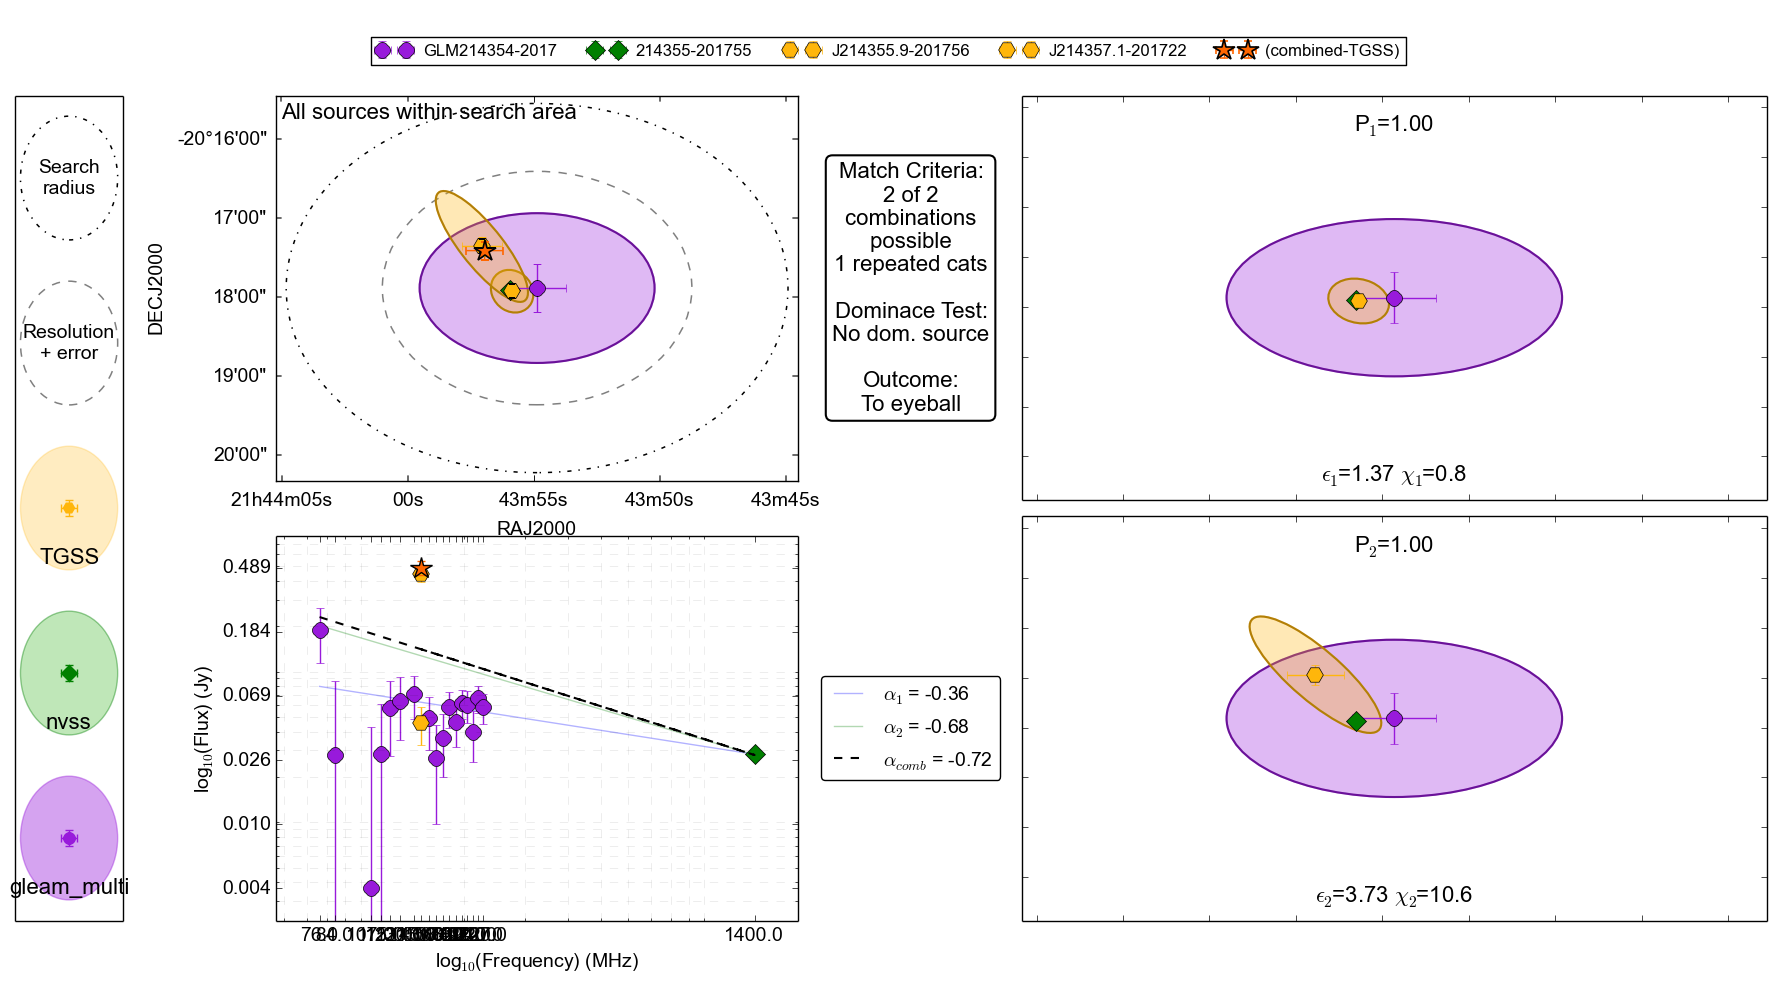 GLM214354-2017 214355-201755 J214355.9-201756 J214357.1-201722 (combined-TGSS)
Search
radius
Resolution
+ error
TGSS
nvss
gleam_multi
All sources within search area
DECJ2000
-20°16'00"
17'00"
18'00"
19'00"
20'00"
21h44m05s 00s 43m55s 43m50s 43m45s
RAJ2000
Match Criteria:
2 of 2
combinations
possible
1 repeated cats
Dominace Test:
No dom. source
Outcome:
To eyeball
P1=1.00
ϵ1=1.37 χ1=0.8
P2=1.00
ϵ2=3.73 χ2=10.6
log10(Flux) (Jy)
0.489
0.184
0.069
0.026
0.010
0.004
1400.0
log10(Frequency) (MHz)
α1 = -0.36
α2 = -0.68
αcomb = -0.72